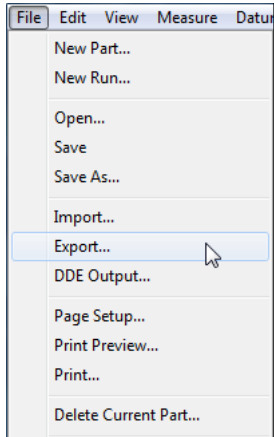 File Edit View Measure Datur
New Part...
New Run...
Open...
Save
Save As...
Import...
Export...
DDE Output...
Page Setup...
Print Preview...
Print...
Delete Current Part...